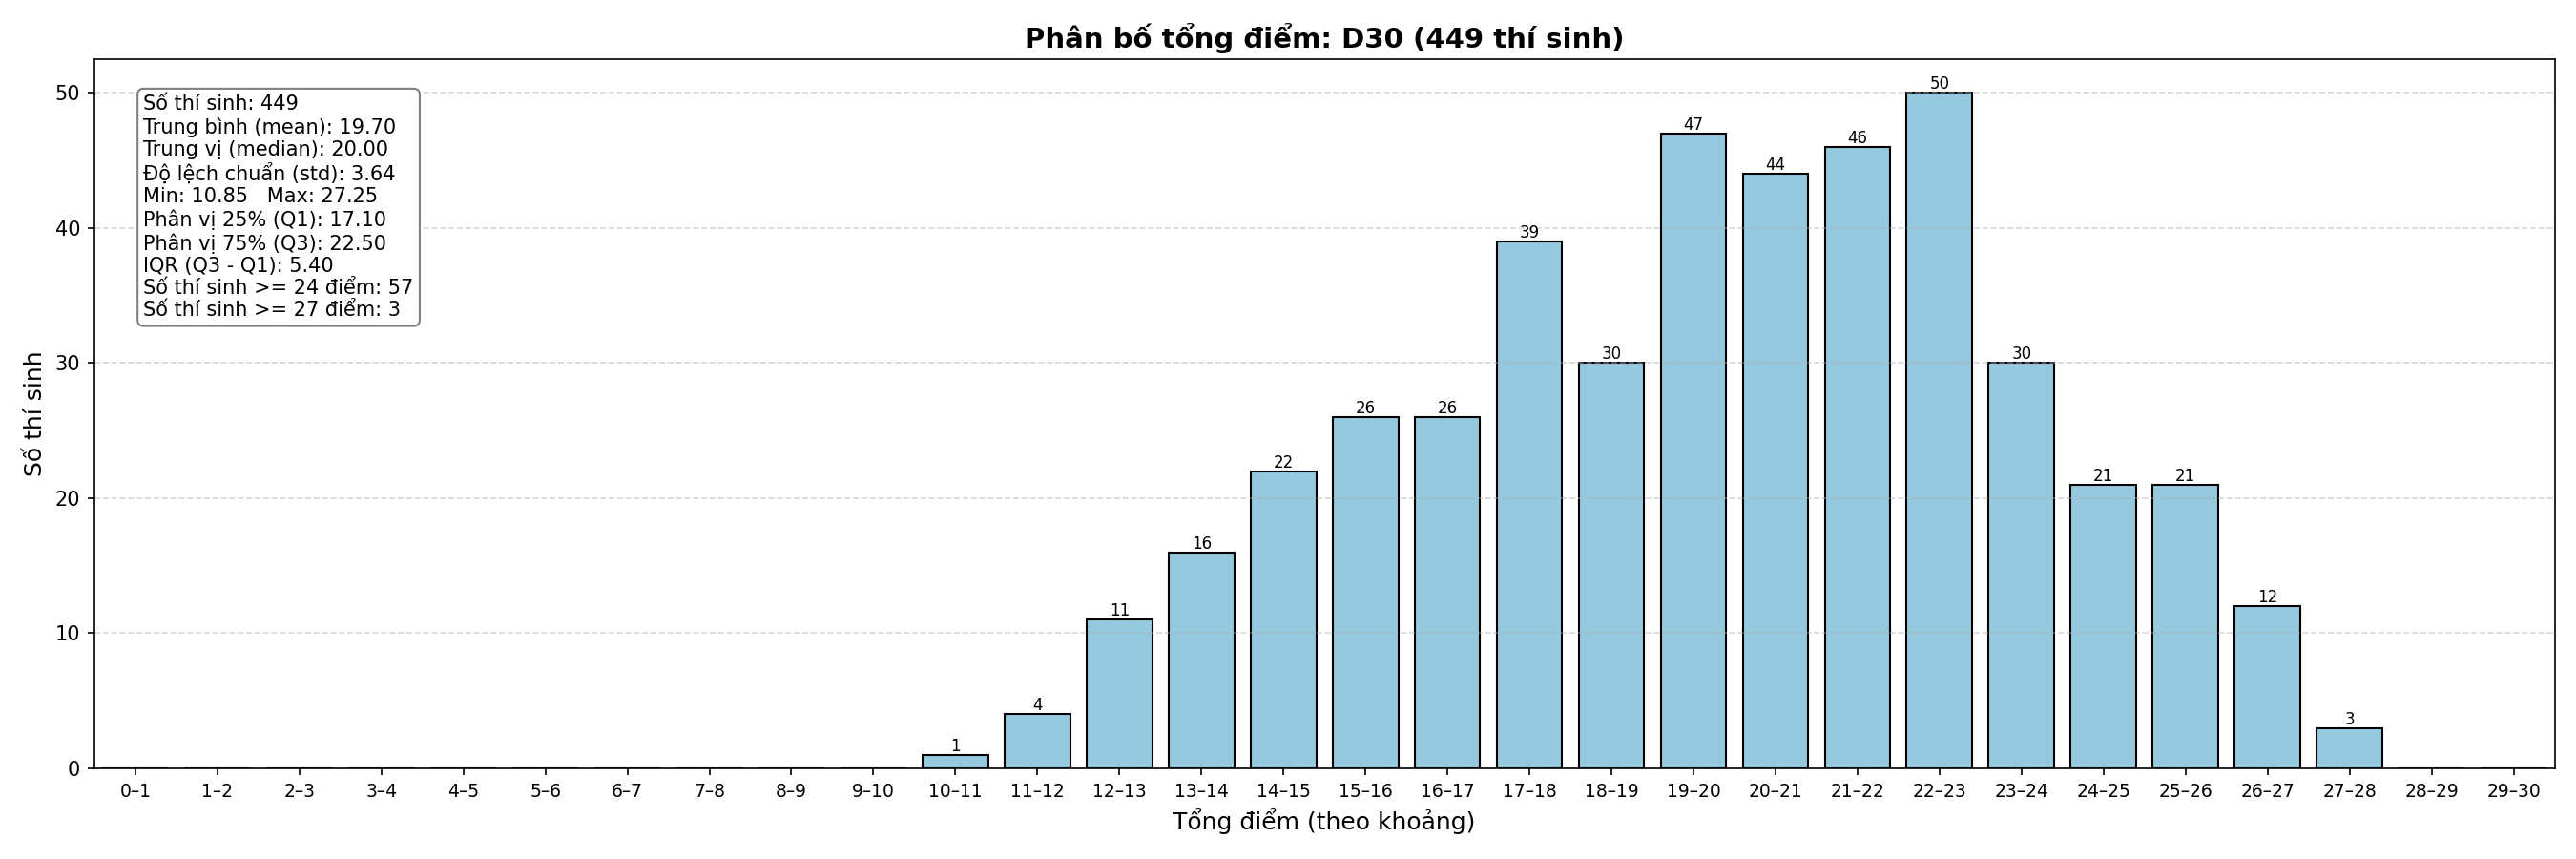 Phân bố tổng điểm: D30 (449 thí sinh)
Số thí sinh: 449
Trung bình (mean): 19.70
Trung vị (median): 20.00
Độ lệch chuẩn (std): 3.64
Min: 10.85   Max: 27.25
Phân vị 25% (Q1): 17.10
Phân vị 75% (Q3): 22.50
IQR (Q3 - Q1): 5.40
Số thí sinh >= 24 điểm: 57
Số thí sinh >= 27 điểm: 3
Số thí sinh
50
40
30
20
10
0
1
4
11
16
22
26
26
39
30
47
44
46
50
30
21
21
12
3
0–1 1–2 2–3 3–4 4–5 5–6 6–7 7–8 8–9 9–10 10–11 11–12 12–13 13–14 14–15 15–16 16–17 17–18 18–19 19–20 20–21 21–22 22–23 23–24 24–25 25–26 26–27 27–28 28–29 29–30
Tổng điểm (theo khoảng)